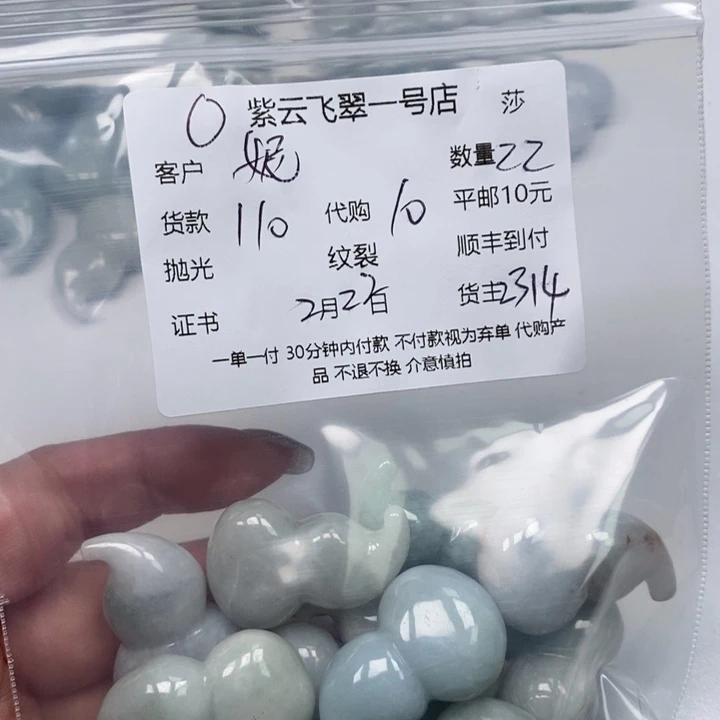 O 紫云飞翠一号店 莎
客户 妮 数量22
货款 110 代购 10 平邮10元
抛光 纹裂 顺丰到付
证书 2月22日 货主2314
一单一付 30分钟内付款 不付款视为弃单 代购产
品 不退不换 介意慎拍